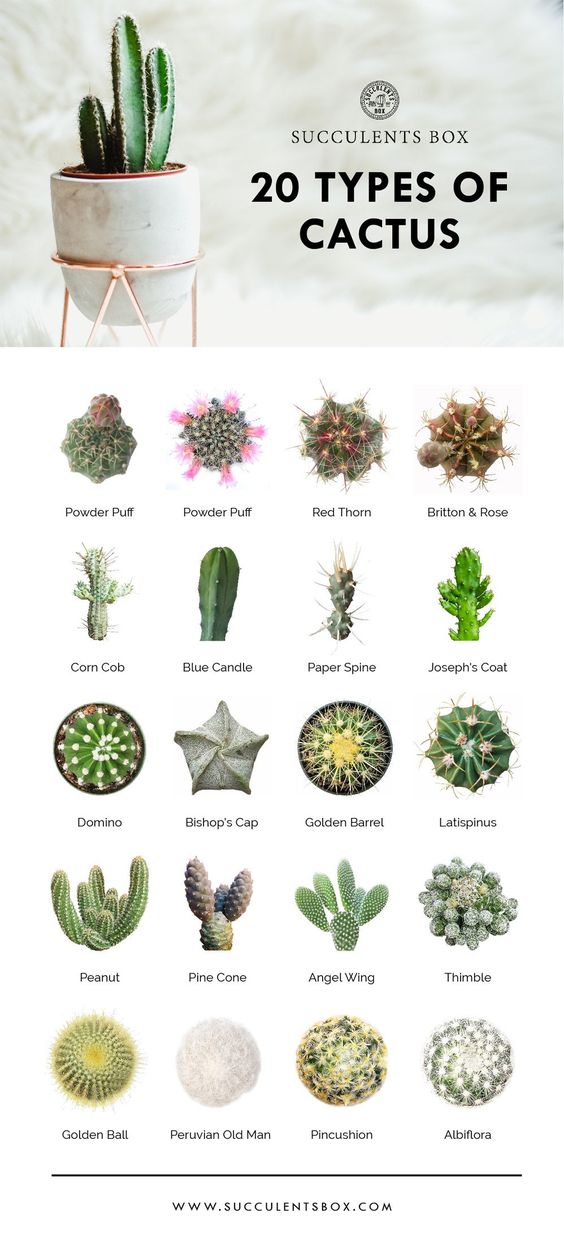 SUCCULENTS BOX
SUCCULENTS BOX
20 TYPES OF
CACTUS
Powder Puff
Powder Puff
Red Thorn
Britton & Rose
Corn Cob
Blue Candle
Paper Spine
Joseph's Coat
Domino
Bishop's Cap
Golden Barrel
Latispinus
Peanut
Pine Cone
Angel Wing
Thimble
Golden Ball
Peruvian Old Man
Pincushion
Albiflora
WWW.SUCCULENTSBOX.COM